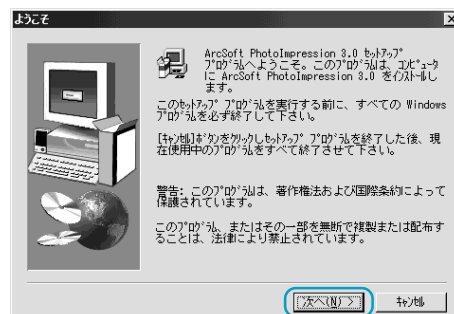 ようこそ
ArcSoft PhotoImpression 3.0 ｾｯﾄｱｯﾌﾟ
ﾌﾟﾛｸﾞﾗﾑへようこそ。このﾌﾟﾛｸﾞﾗﾑは、ｺﾝﾋﾟｭｰﾀ
に ArcSoft PhotoImpression 3.0 をｲﾝｽﾄｰﾙし
ます。
このｾｯﾄｱｯﾌﾟ ﾌﾟﾛｸﾞﾗﾑを実行する前に、すべての Windows
ﾌﾟﾛｸﾞﾗﾑを必ず終了して下さい。
[ｷｬﾝｾﾙ]ﾎﾞﾀﾝをｸﾘｯｸしｾｯﾄｱｯﾌﾟ ﾌﾟﾛｸﾞﾗﾑを終了した後、現
在使用中のﾌﾟﾛｸﾞﾗﾑをすべて終了させて下さい。
警告: このﾌﾟﾛｸﾞﾗﾑは、著作権法および国際条約によって
保護されています。
このﾌﾟﾛｸﾞﾗﾑ、またはその一部を無断で複製または配布す
ることは、法律により禁止されています。
次へ(N) >
ｷｬﾝｾﾙ